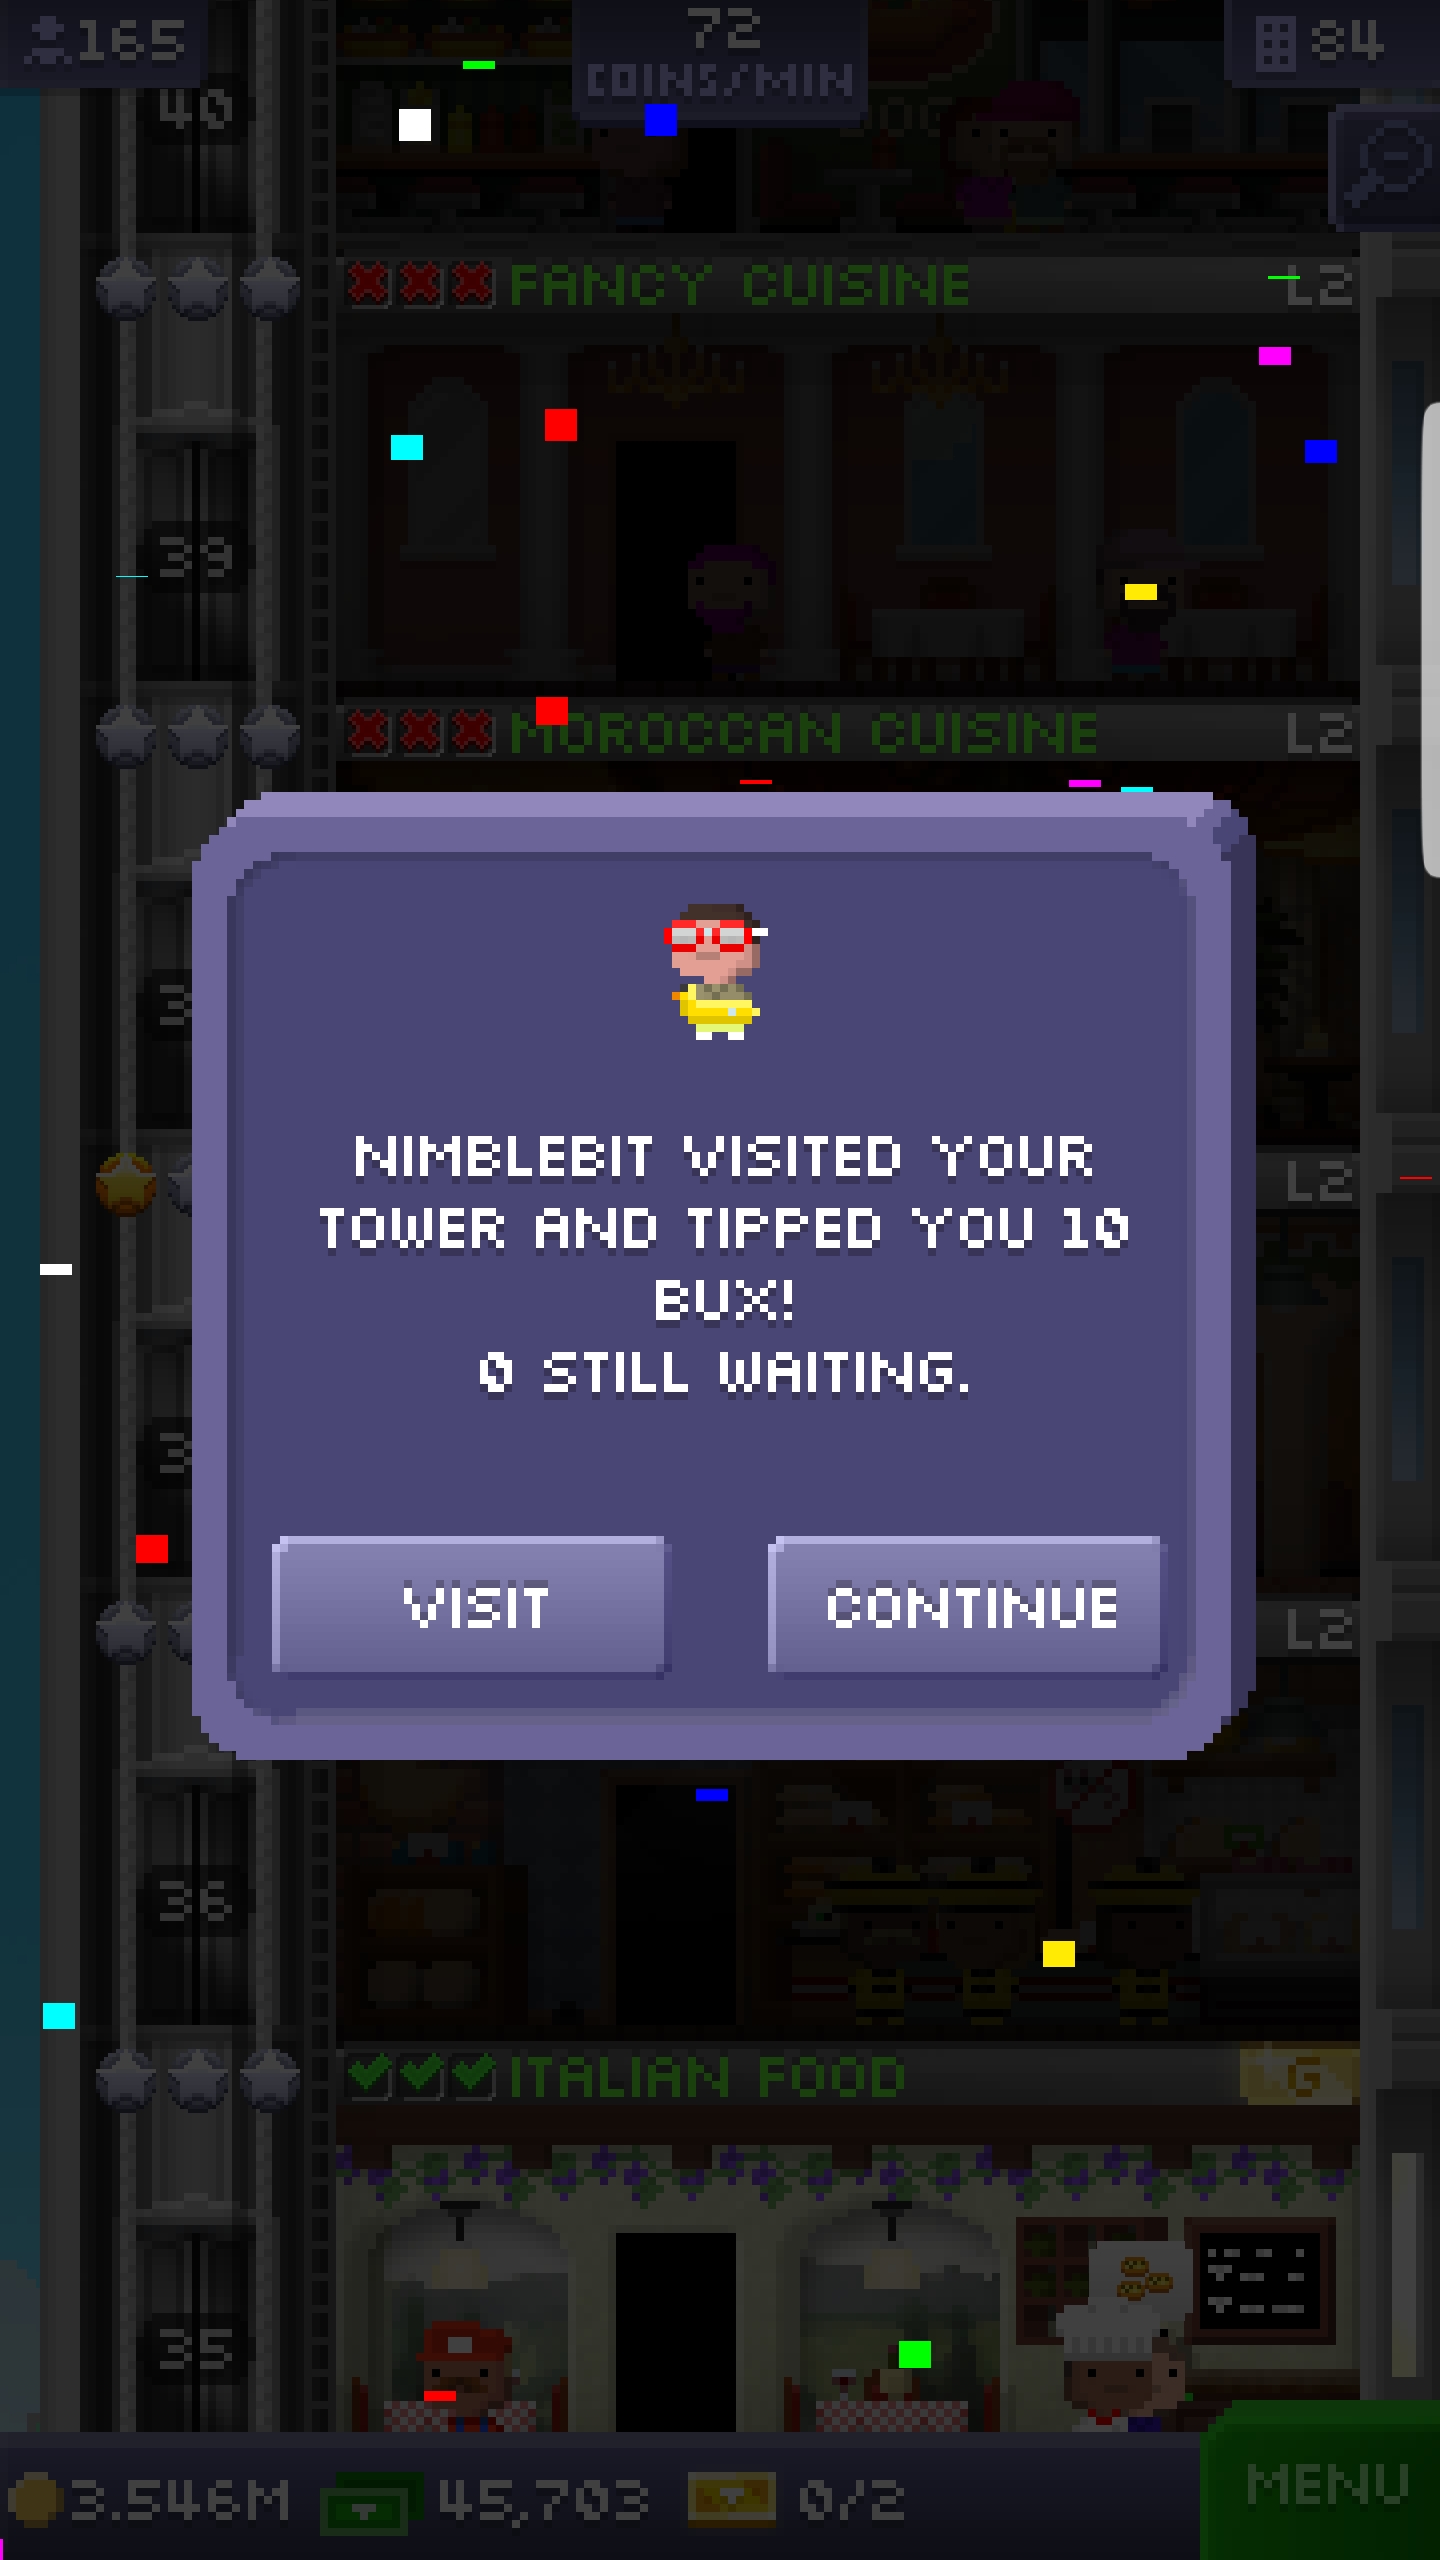 165
72
COINS/MIN
84
40
FANCY CUISINE L2
39
MOROCCAN CUISINE L2
NIMBLEBIT VISITED YOUR
TOWER AND TIPPED YOU 10
BUX!
0 STILL WAITING.
L2
VISIT
CONTINUE
L2
36
ITALIAN FOOD G
35
3.546M
45,703
0/2
MENU